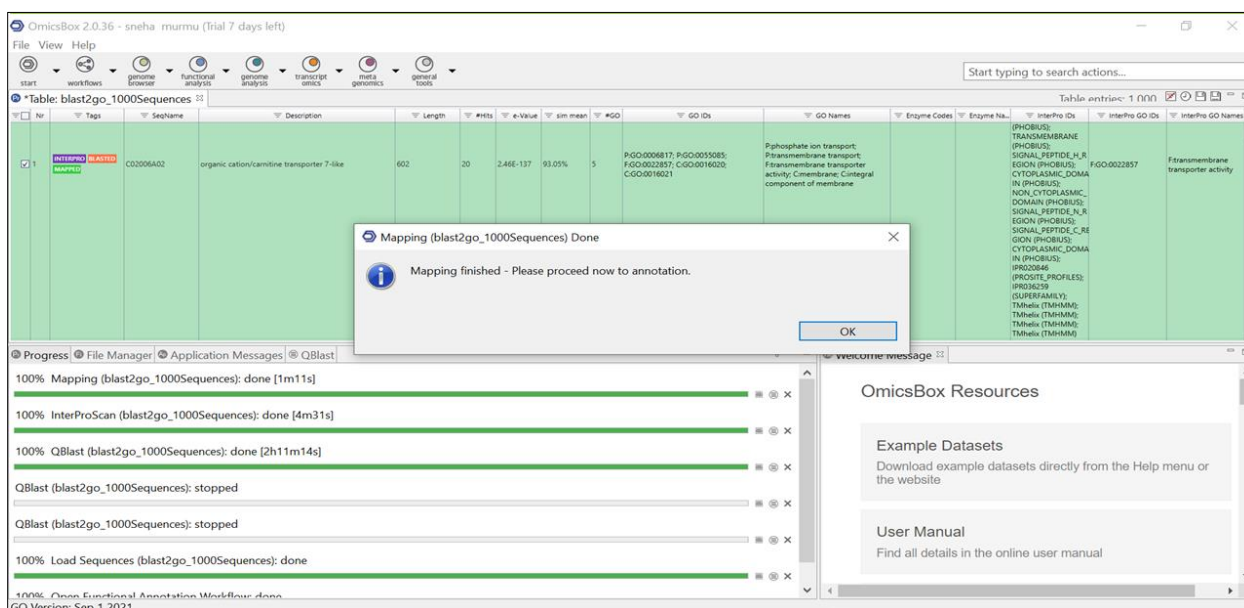 OmicsBox 2.0.36 - sneha murmu (Trial 7 days left)
File View Help
start
workflows
genome browser
functional analysis
genome analysis
transcript omics
meta genomics
general tools
Start typing to search actions...
*Table: blast2go_1000Sequences
Table entries: 1 000
Nr Tags SeqName Description Length #Hits e-Value sim mean #GO GO IDs GO Names Enzyme Codes Enzyme Na... InterPro IDs InterPro GO IDs InterPro GO Names
1
INTERPRO BLASTED
MAPPED
C02006A02
organic cation/carnitine transporter 7-like
602
20
2.46E-137
93.05%
5
P:GO:0006817; P:GO:0055085;
F:GO:0022857; C:GO:0016020;
C:GO:0016021
P:phosphate ion transport;
P:transmembrane transport;
F:transmembrane transporter
activity; C:membrane; C:integral
component of membrane
(PHOBIUS);
TRANSMEMBRANE
(PHOBIUS);
SIGNAL_PEPTIDE_H_R
EGION (PHOBIUS);
CYTOPLASMIC_DOMA
IN (PHOBIUS);
NON_CYTOPLASMIC_
DOMAIN (PHOBIUS);
SIGNAL_PEPTIDE_N_R
EGION (PHOBIUS);
SIGNAL_PEPTIDE_C_RE
GION (PHOBIUS);
CYTOPLASMIC_DOMA
IN (PHOBIUS);
IPR020846
(PROSITE_PROFILES);
IPR036259
(SUPERFAMILY);
TMhelix (TMHMM);
TMhelix (TMHMM);
TMhelix (TMHMM);
TMhelix (TMHMM)
F:GO:0022857
F:transmembrane
transporter activity
Mapping (blast2go_1000Sequences) Done
Mapping finished - Please proceed now to annotation.
OK
Progress File Manager Application Messages QBlast
100% Mapping (blast2go_1000Sequences): done [1m11s]
100% InterProScan (blast2go_1000Sequences): done [4m31s]
100% QBlast (blast2go_1000Sequences): done [2h11m14s]
QBlast (blast2go_1000Sequences): stopped
QBlast (blast2go_1000Sequences): stopped
100% Load Sequences (blast2go_1000Sequences): done
100% Open Functional Annotation Workflow: done
GO Version: Sep 1 2021
Welcome Message
OmicsBox Resources
Example Datasets
Download example datasets directly from the Help menu or
the website
User Manual
Find all details in the online user manual